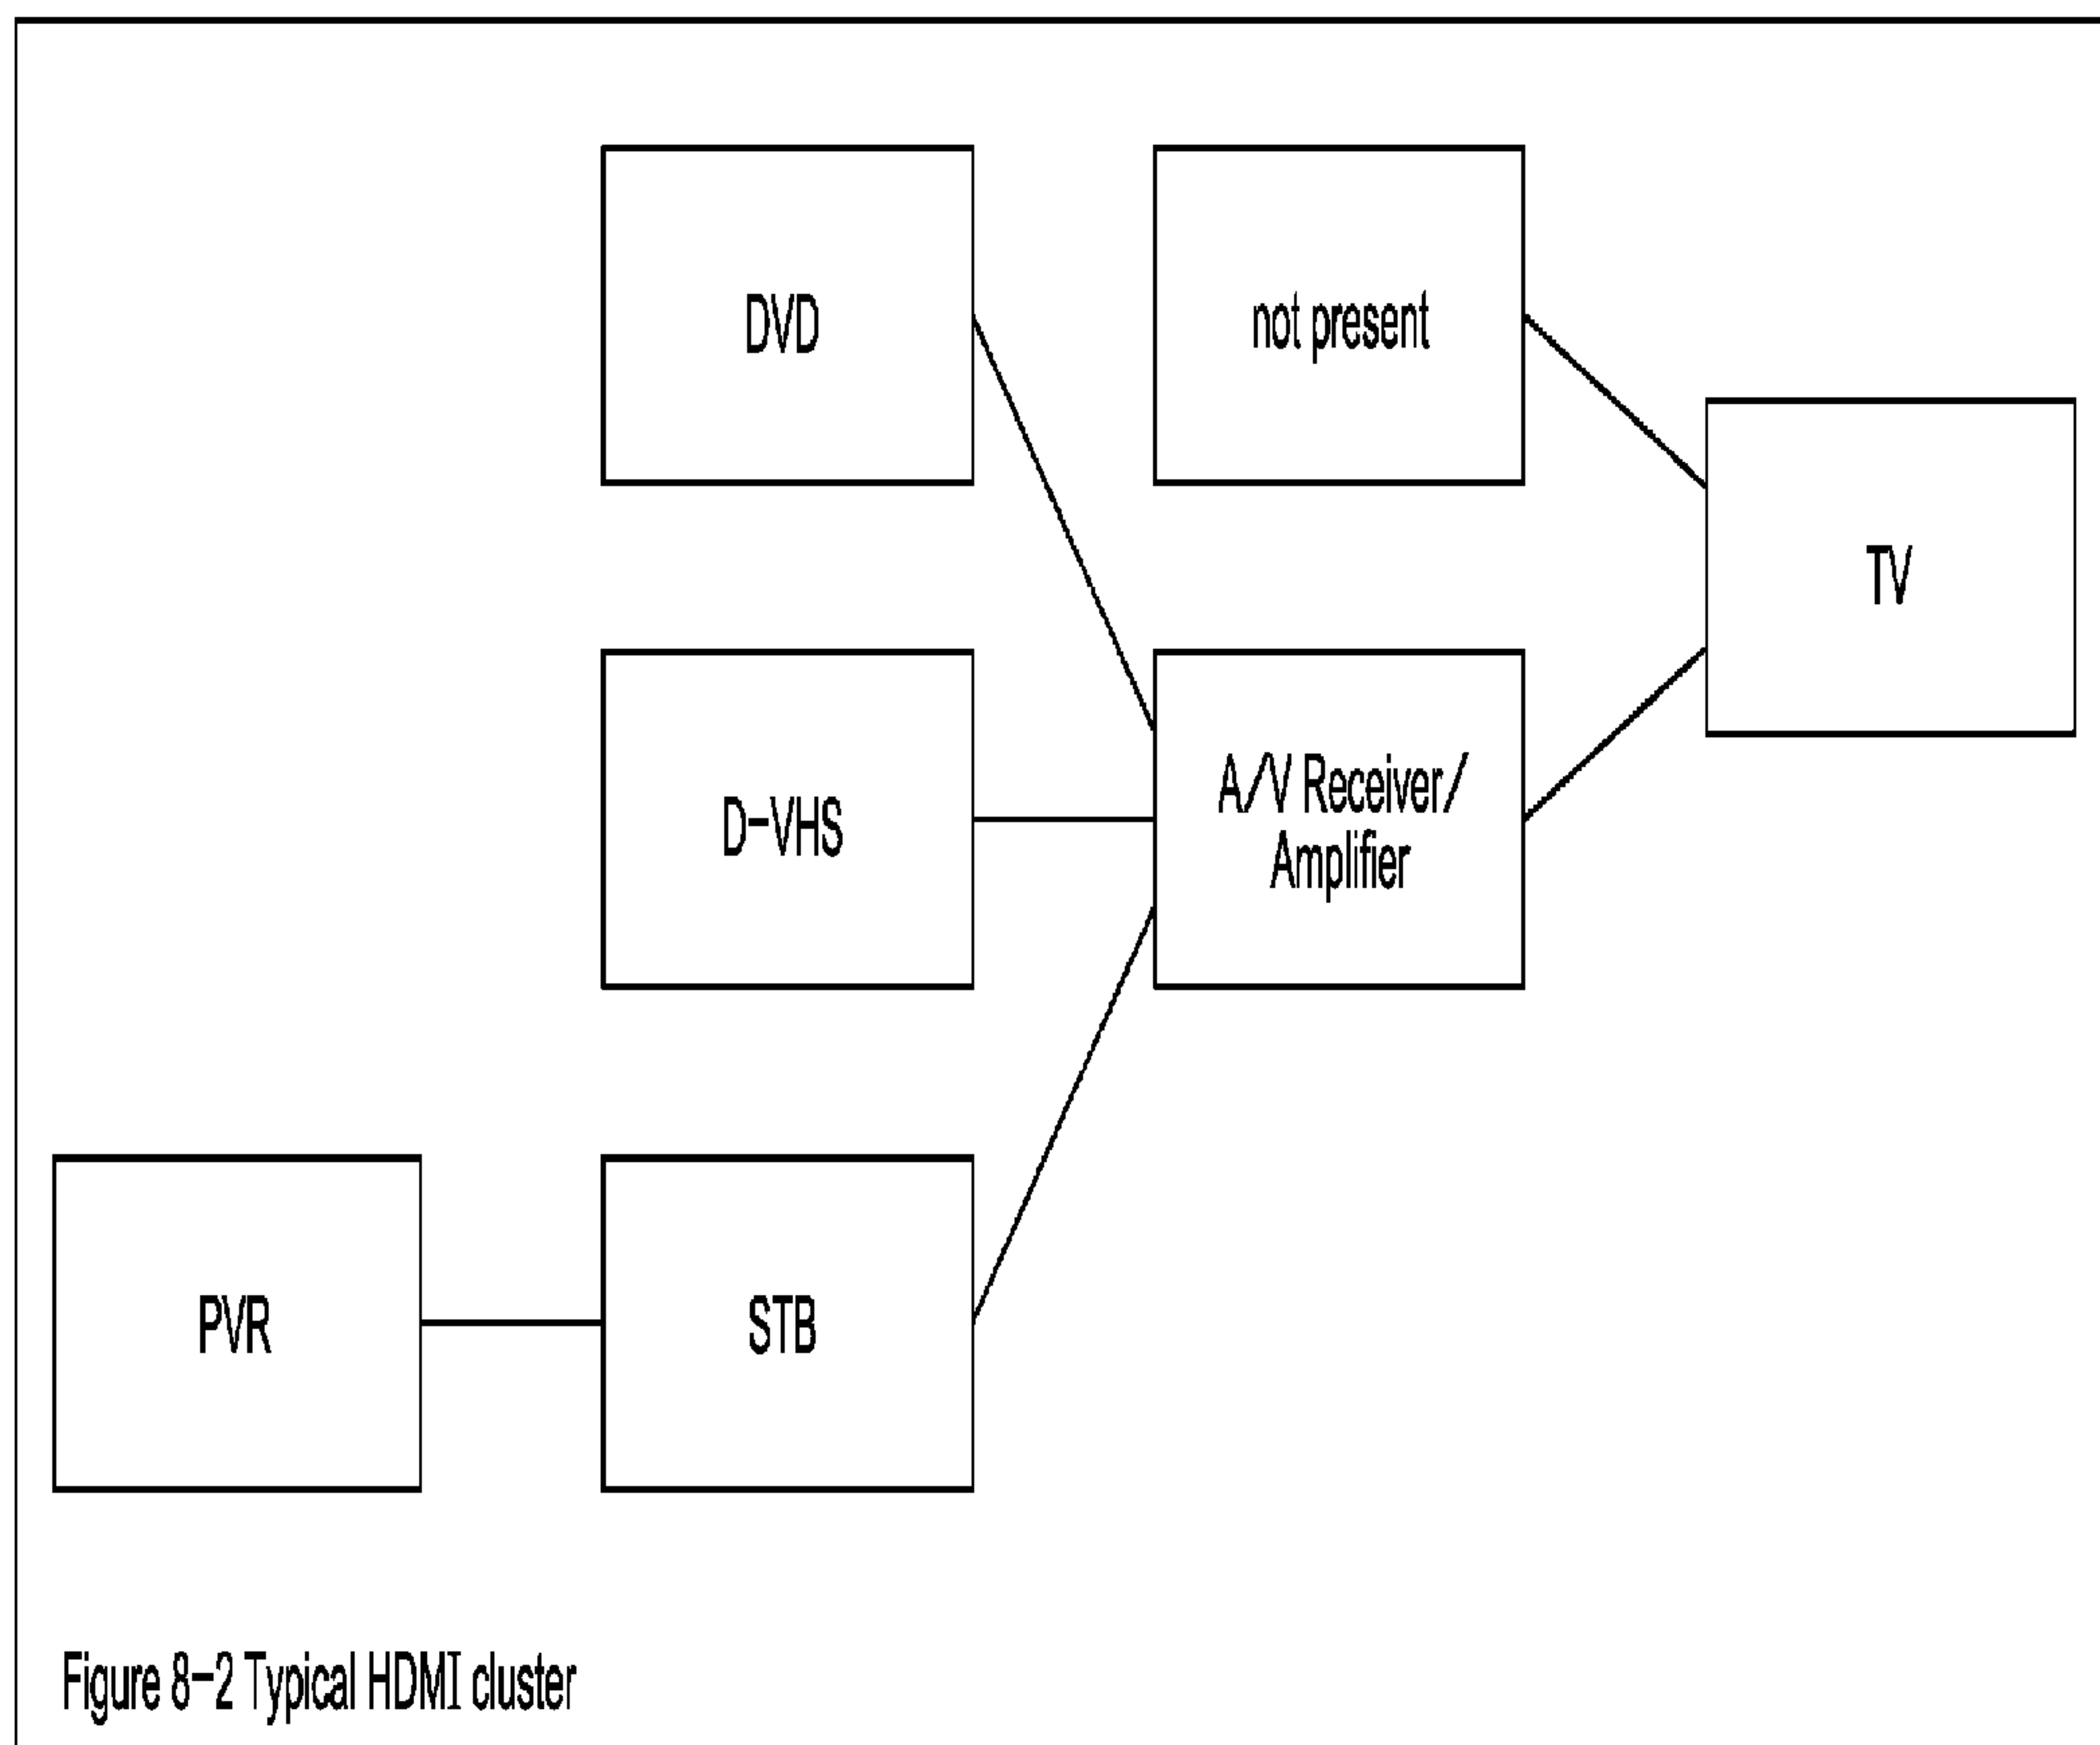 DVD
not present
TV
D-VHS
A/V Receiver/
Amplifier
PVR
STB
Figure 8-2 Typical HDMI cluster